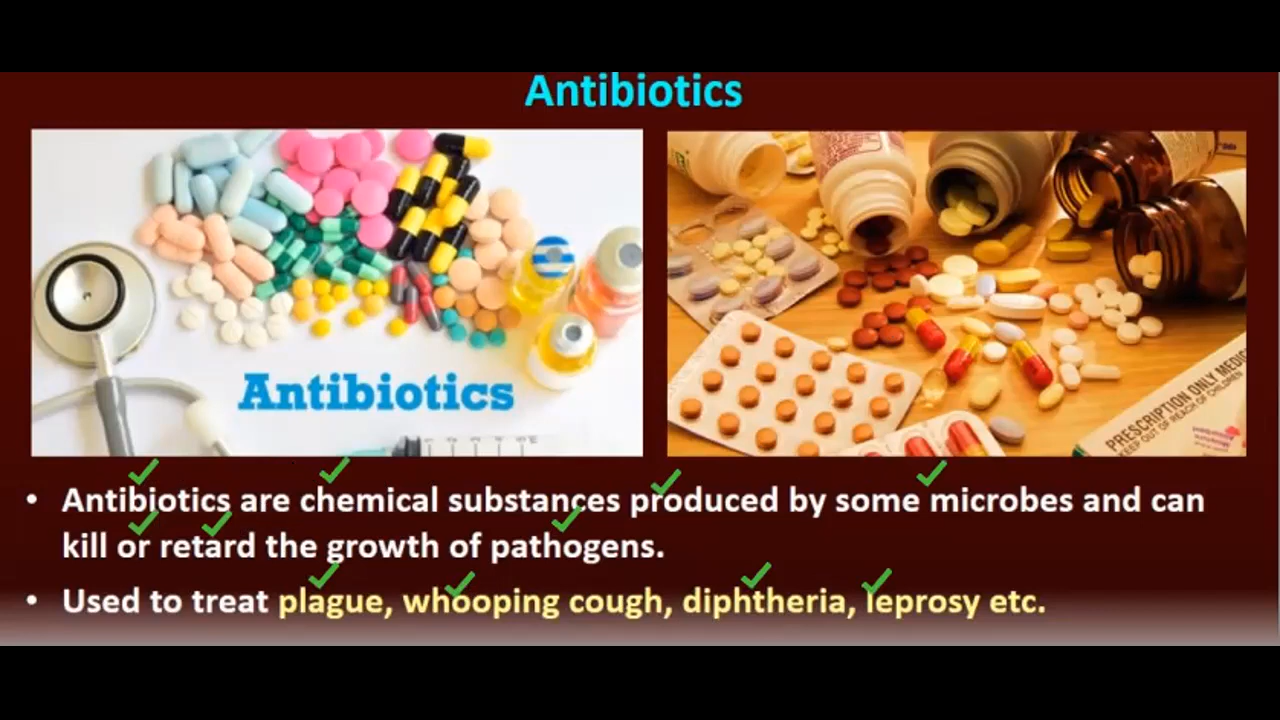 Antibiotics
Antibiotics
PRESCRIPTION ONLY MEDIC
KEEP OUT OF REACH OF CHILDREN
• Antibiotics are chemical substances produced by some microbes and can
kill or retard the growth of pathogens.
• Used to treat plague, whooping cough, diphtheria, leprosy etc.